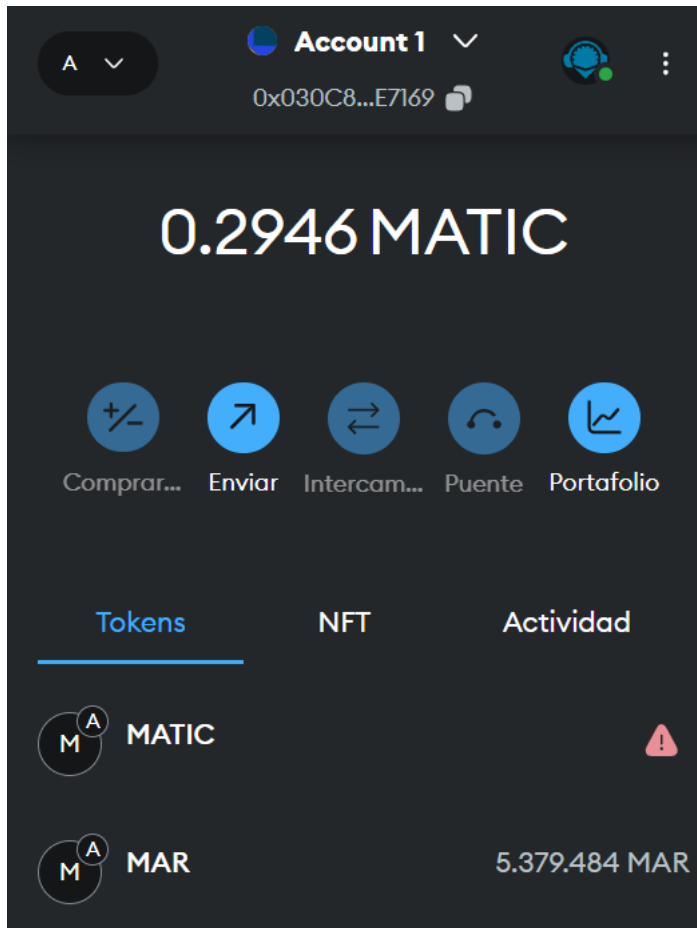 A
Account 1
0x030C8...E7169
0.2946 MATIC
Comprar... Enviar Intercam... Puente Portafolio
Tokens NFT Actividad
M A MATIC
M A MAR 5.379.484 MAR